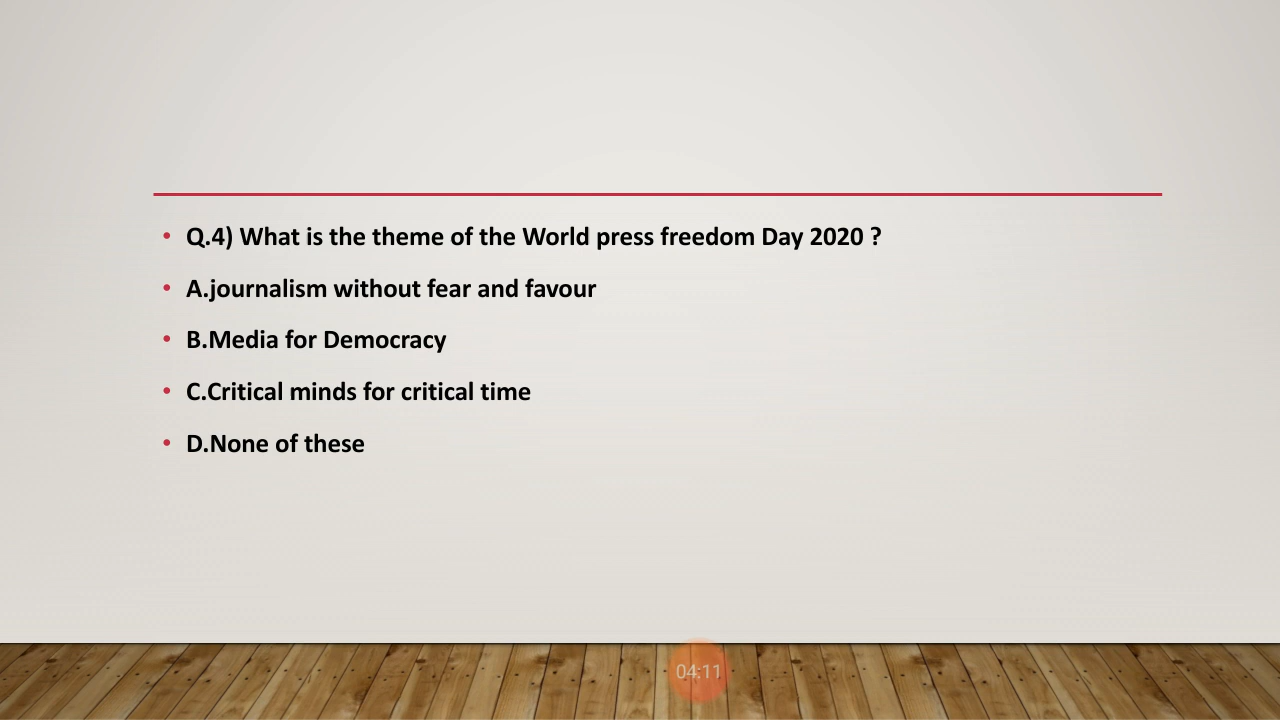 • Q.4) What is the theme of the World press freedom Day 2020 ?
• A.journalism without fear and favour
• B.Media for Democracy
• C.Critical minds for critical time
• D.None of these
04:11